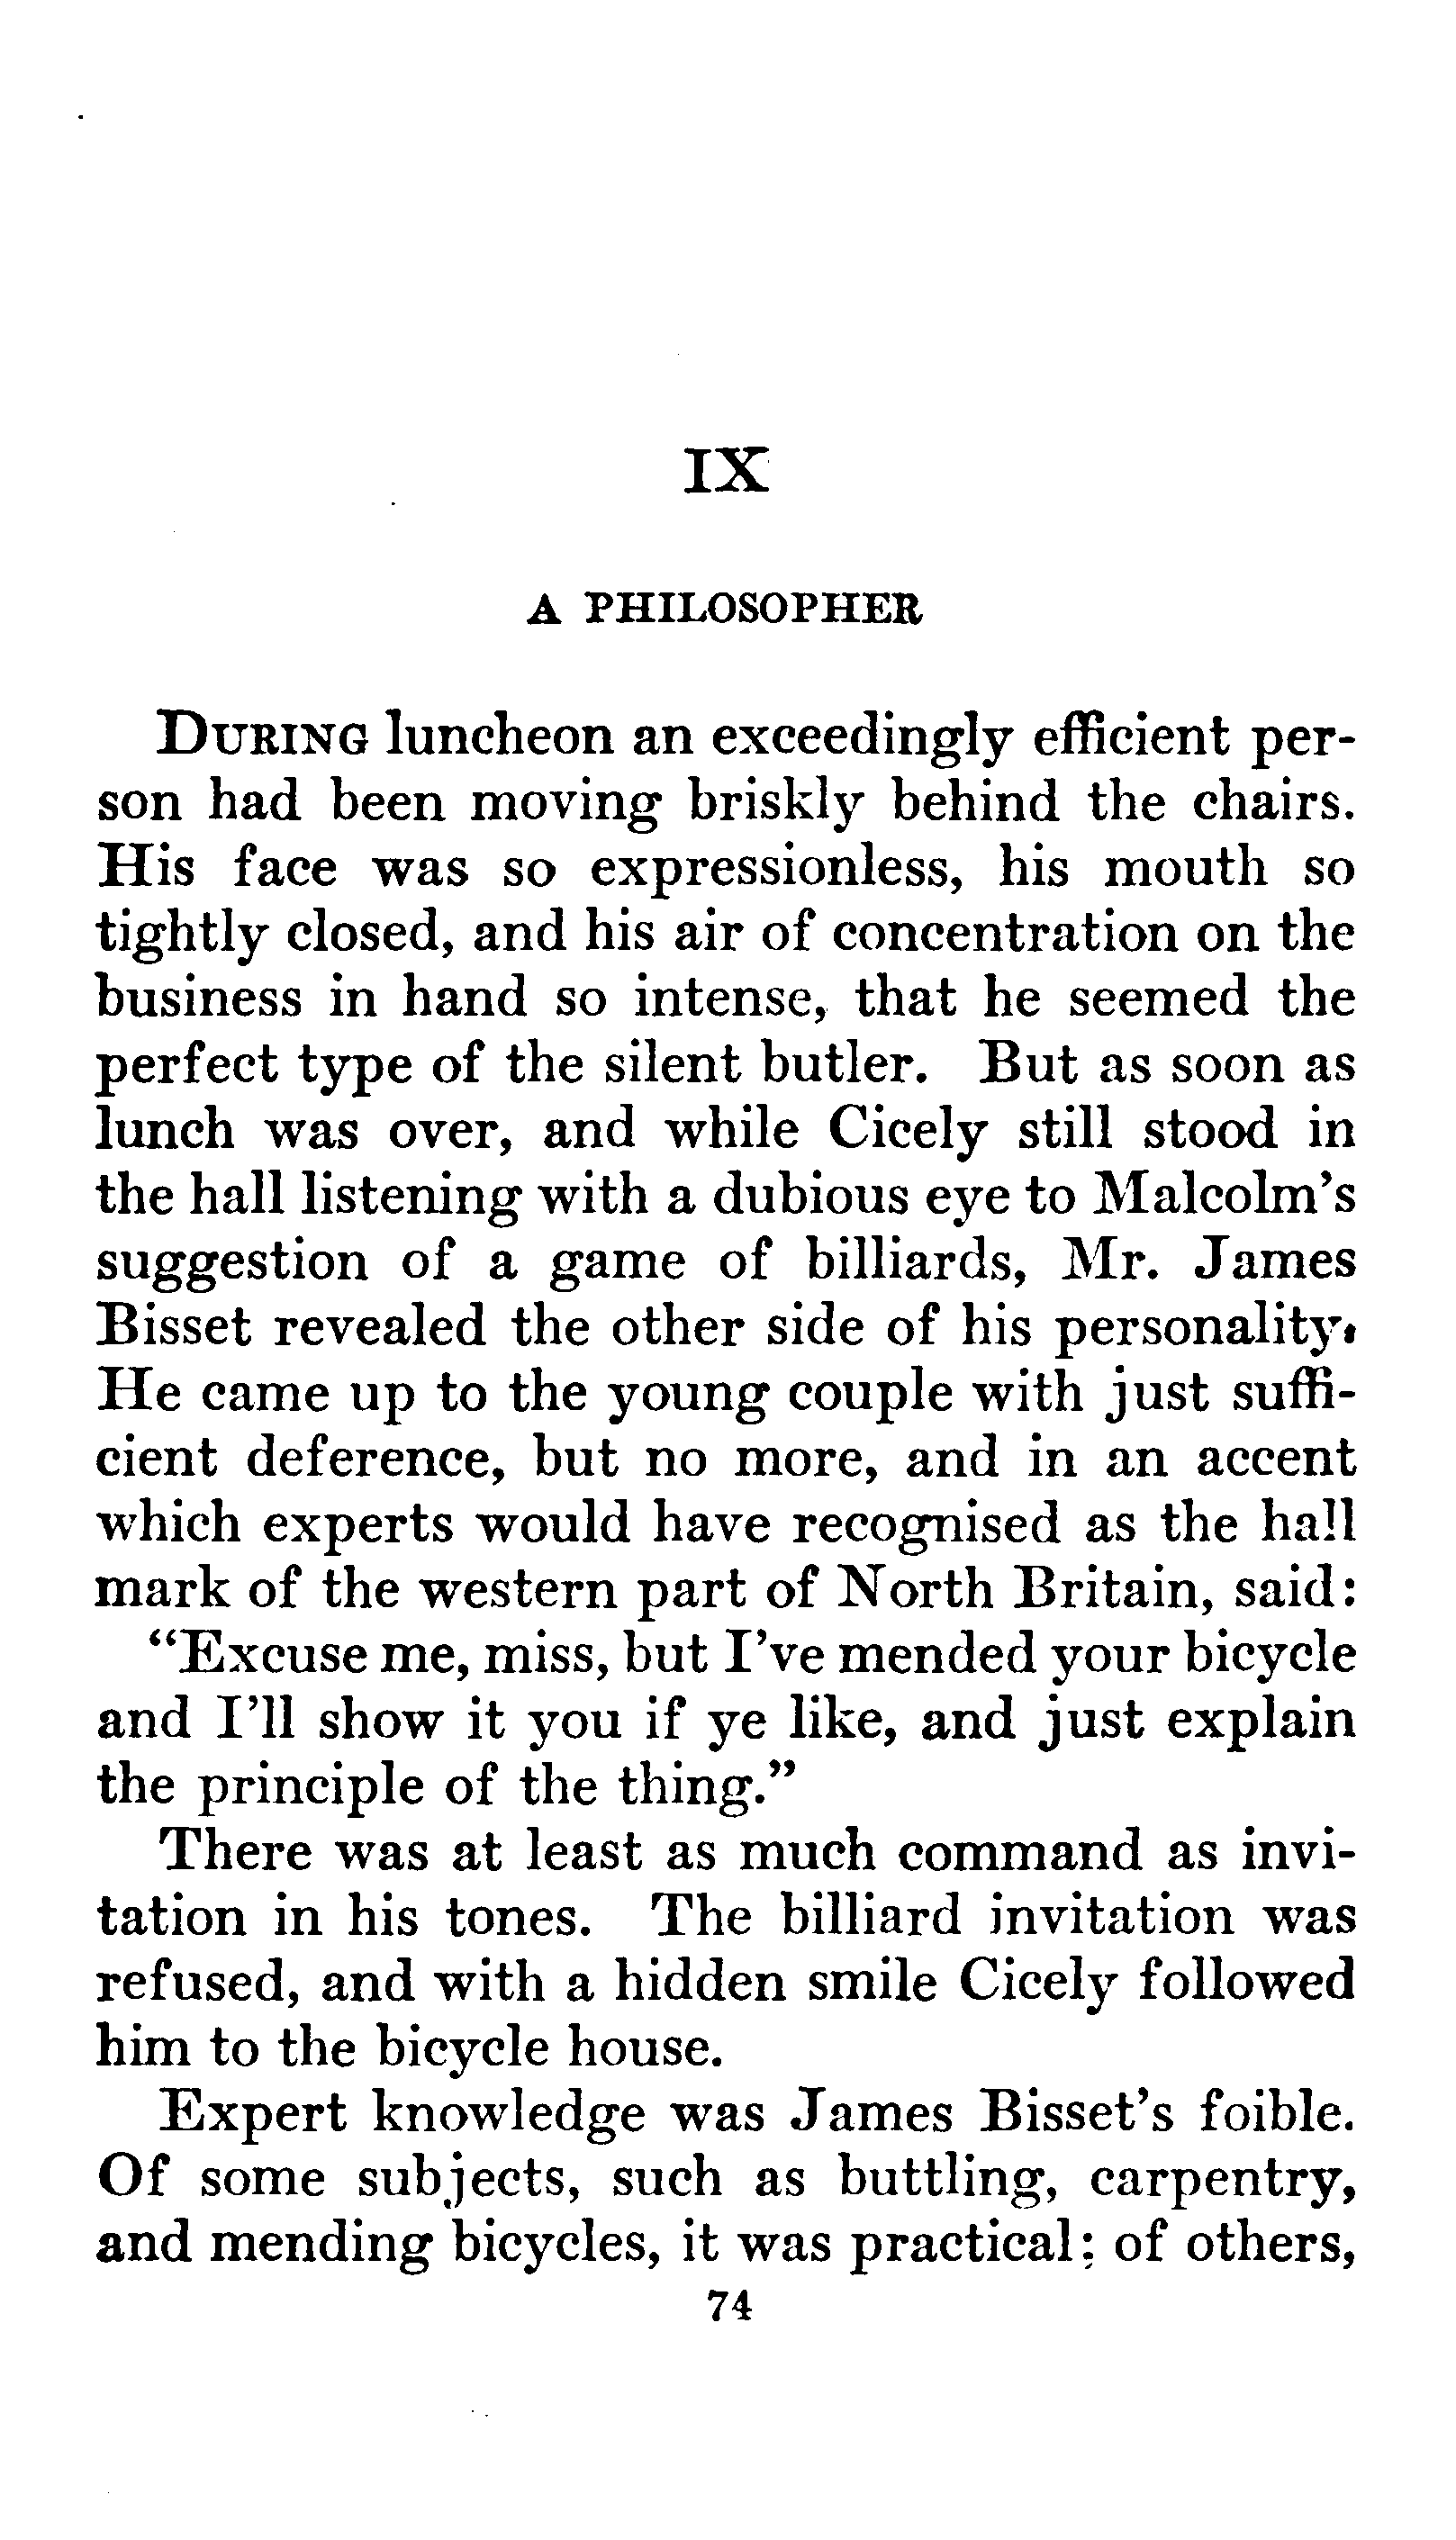 IX
A PHILOSOPHER
DURING luncheon an exceedingly efficient per-
son had been moving briskly behind the chairs.
His face was so expressionless, his mouth so
tightly closed, and his air of concentration on the
business in hand so intense, that he seemed the
perfect type of the silent butler. But as soon as
lunch was over, and while Cicely still stood in
the hall listening with a dubious eye to Malcolm's
suggestion of a game of billiards, Mr. James
Bisset revealed the other side of his personality.
He came up to the young couple with just suffi-
cient deference, but no more, and in an accent
which experts would have recognised as the hall
mark of the western part of North Britain, said:
“Excuse me, miss, but I've mended your bicycle
and I'll show it you if ye like, and just explain
the principle of the thing.”
There was at least as much command as invi-
tation in his tones. The billiard invitation was
refused, and with a hidden smile Cicely followed
him to the bicycle house.
Expert knowledge was James Bisset's foible.
Of some subjects, such as buttling, carpentry,
and mending bicycles, it was practical; of others,
74